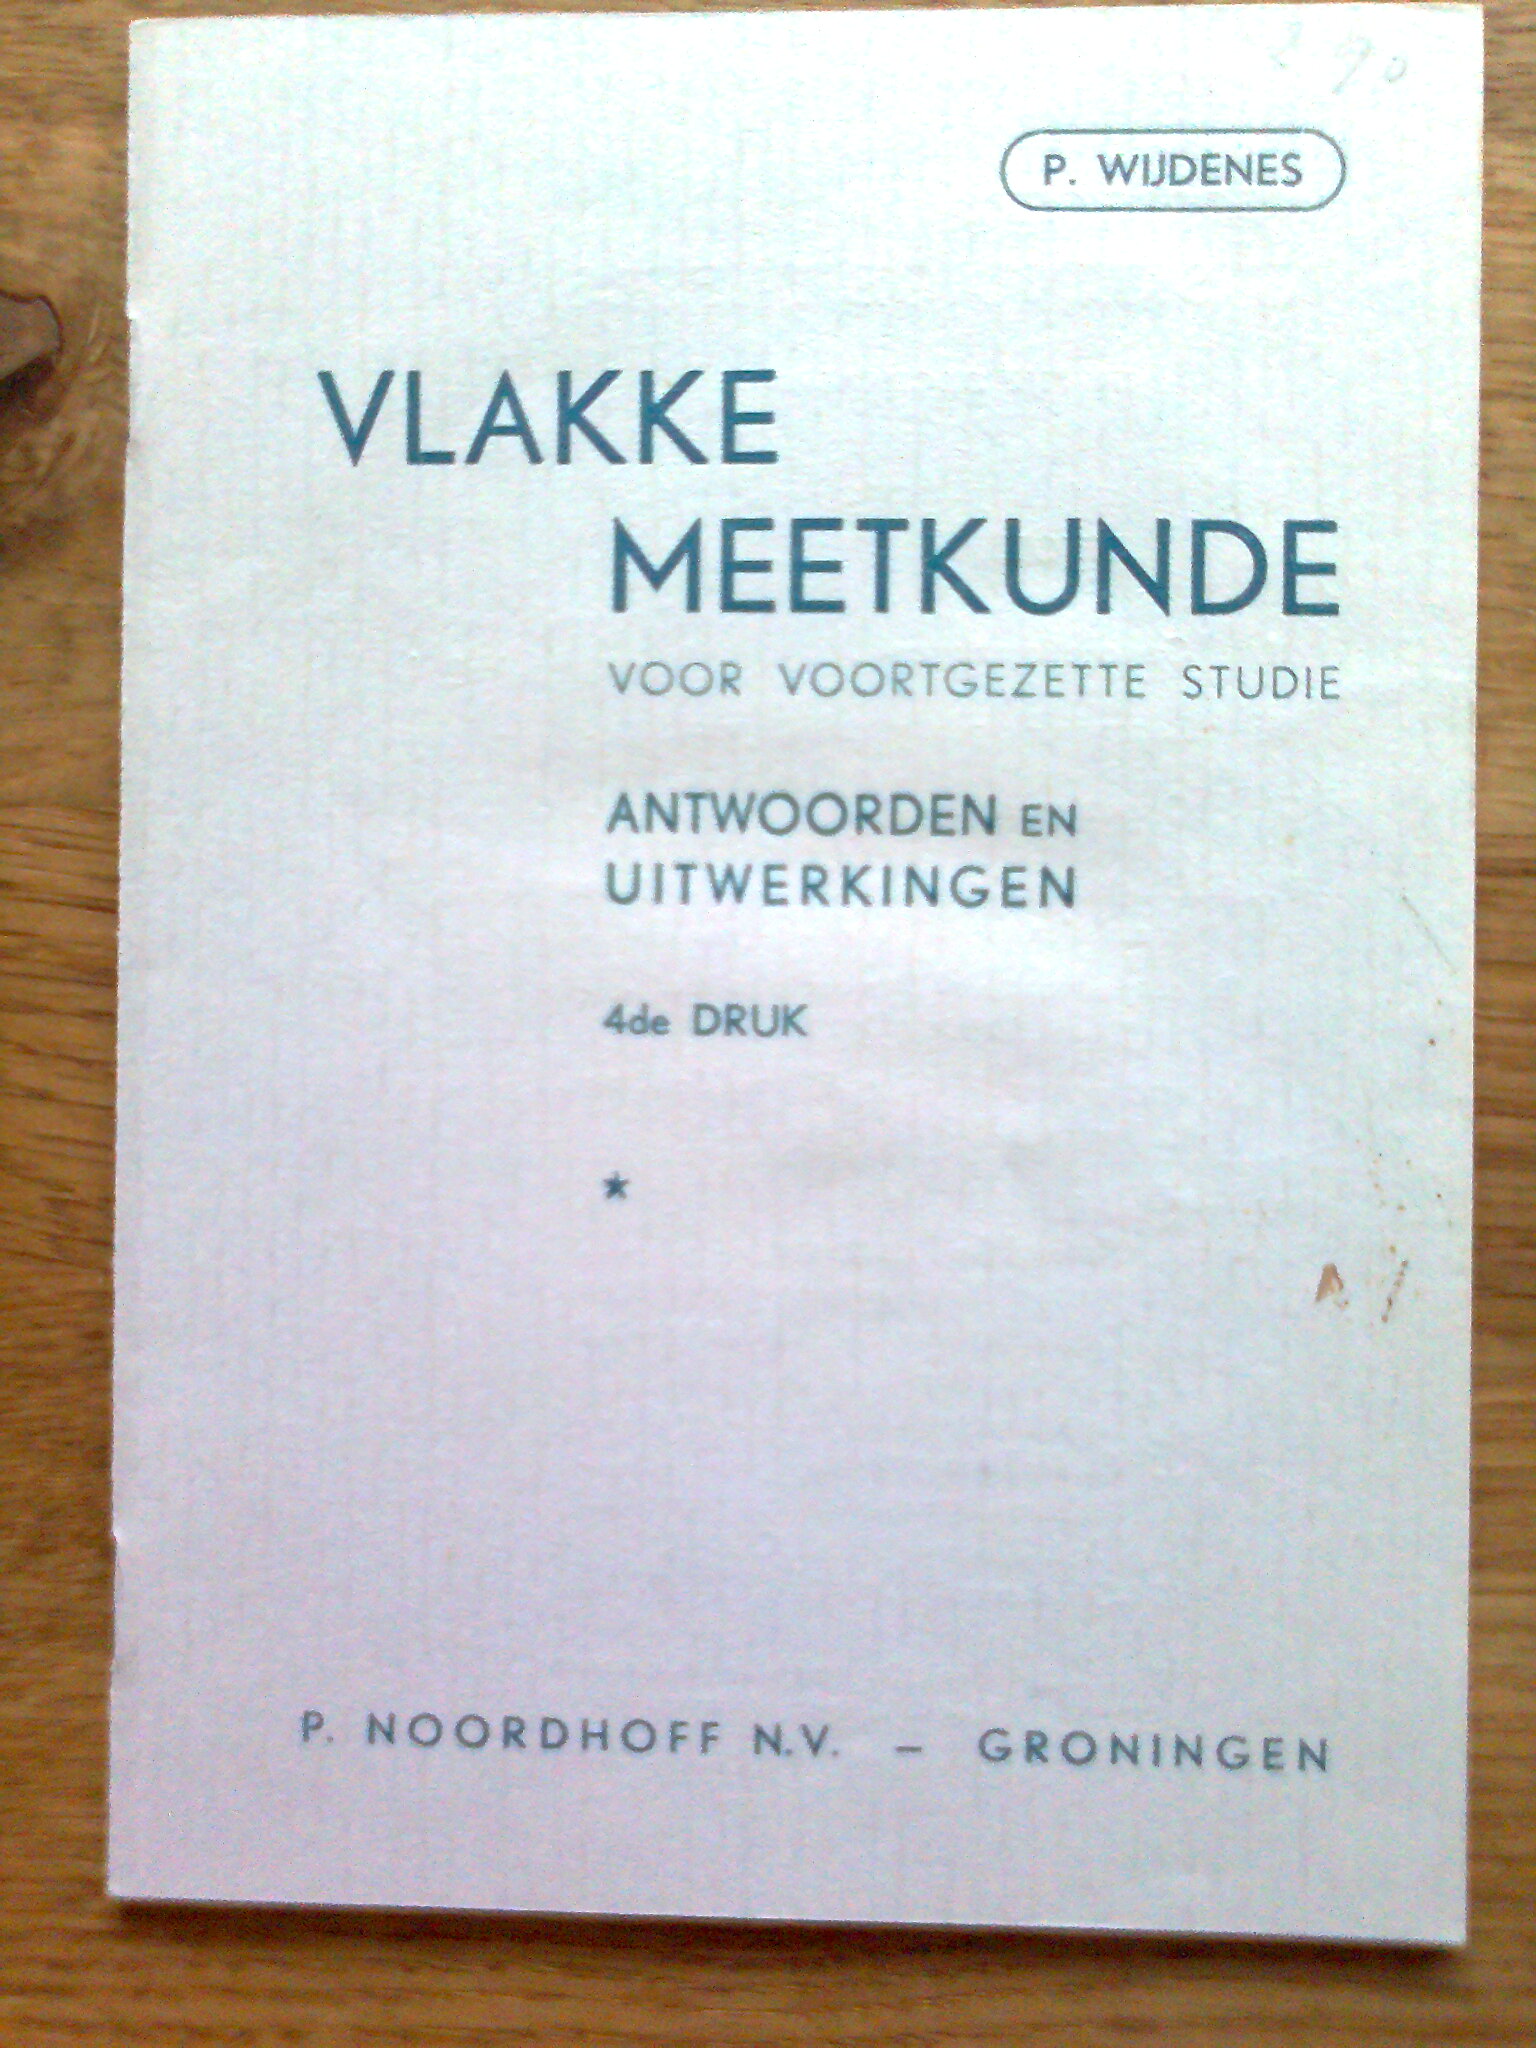 P. WIJDENES
VLAKKE
MEETKUNDE
VOOR VOORTGEZETTE STUDIE
ANTWOORDEN EN
UITWERKINGEN
4de DRUK
*
P. NOORDHOFF N.V. – GRONINGEN